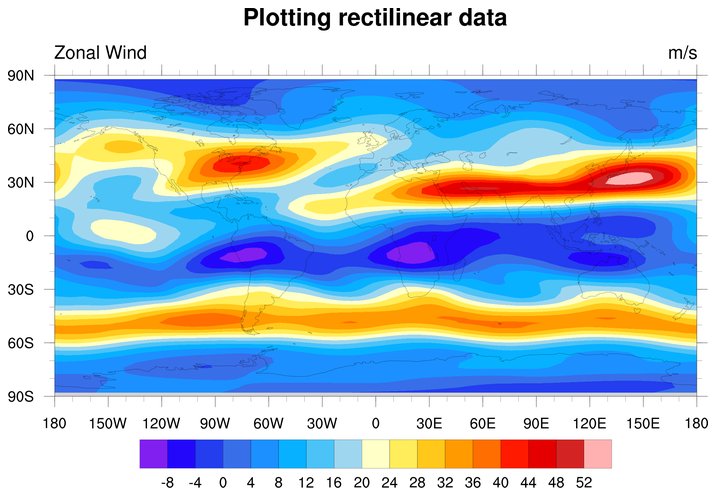 Plotting rectilinear data
Zonal Wind m/s
90N
60N
30N
0
30S
60S
90S
180 150W 120W 90W 60W 30W 0 30E 60E 90E 120E 150E 180
-8 -4 0 4 8 12 16 20 24 28 32 36 40 44 48 52